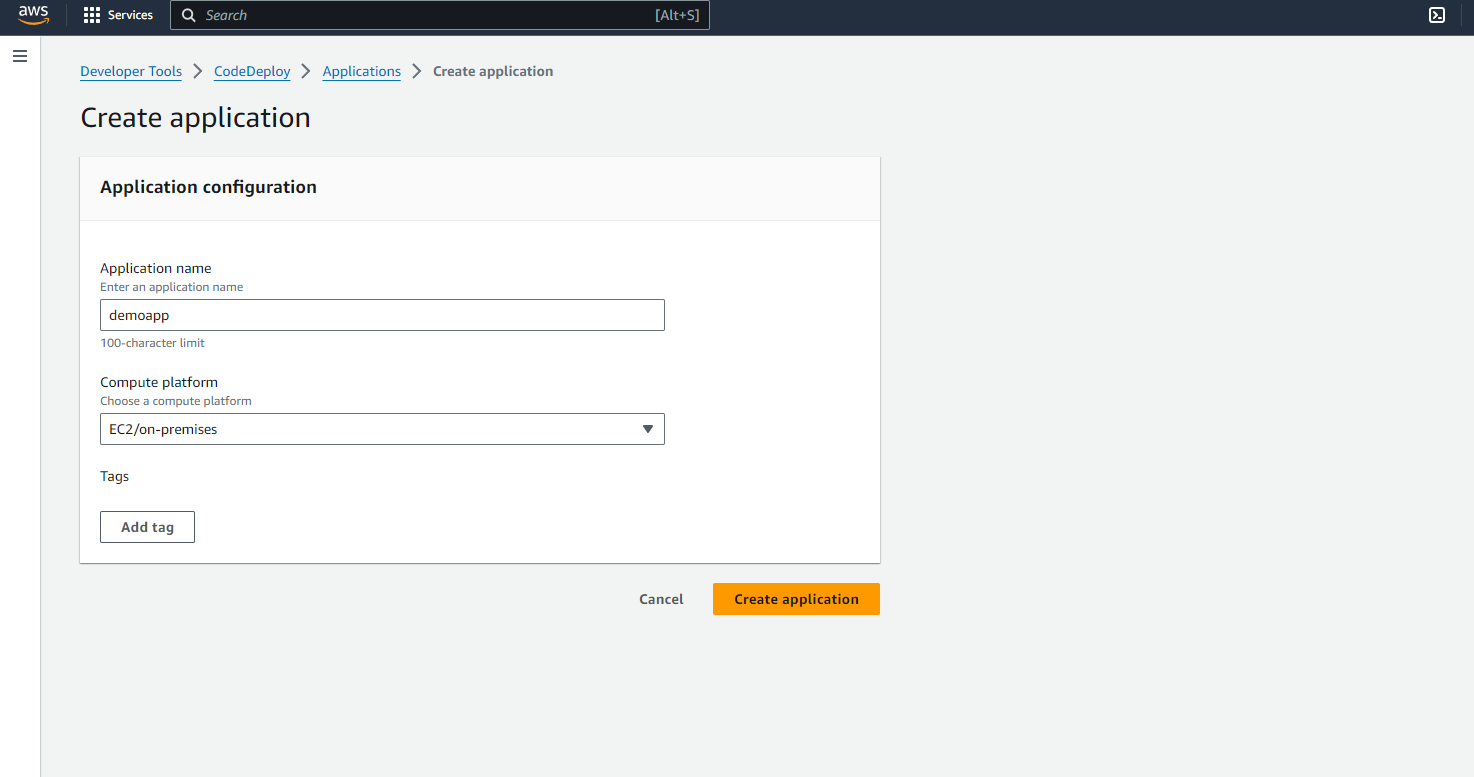 aws Services Search [Alt+S]
Developer Tools CodeDeploy Applications Create application
Create application
Application configuration
Application name
Enter an application name
demoapp
100-character limit
Compute platform
Choose a compute platform
EC2/on-premises
Tags
Add tag
Cancel Create application